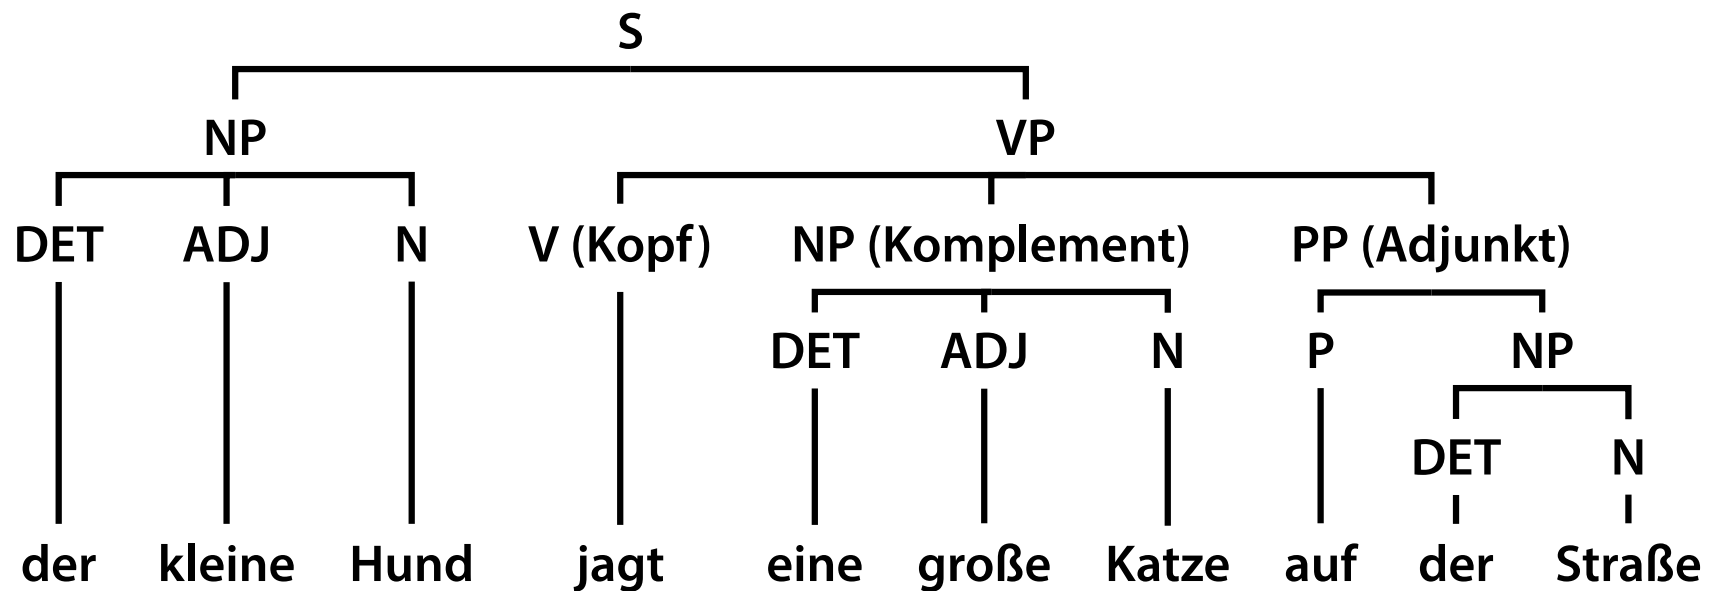 S
NP VP
DET ADJ N V (Kopf) NP (Komplement) PP (Adjunkt)
DET ADJ N P NP
DET N
der kleine Hund jagt eine große Katze auf der Straße